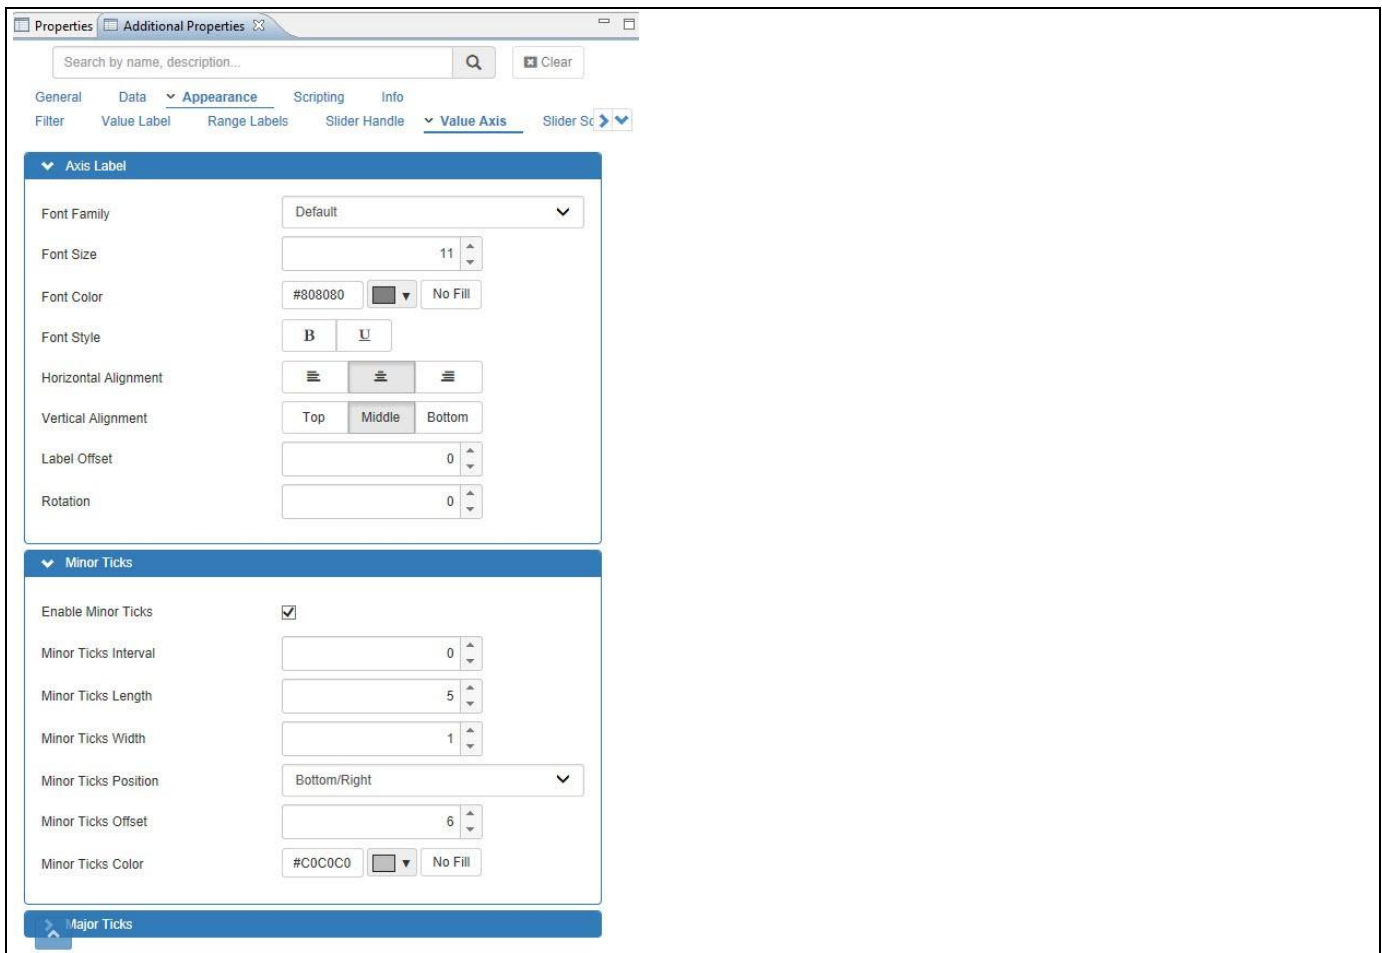 Properties Additional Properties
Search by name, description... Clear
General Data Appearance Scripting Info
Filter Value Label Range Labels Slider Handle Value Axis Slider Sc
Axis Label
Font Family Default
Font Size 11
Font Color #808080 No Fill
Font Style B U
Horizontal Alignment
Vertical Alignment Top Middle Bottom
Label Offset 0
Rotation 0
Minor Ticks
Enable Minor Ticks
Minor Ticks Interval 0
Minor Ticks Length 5
Minor Ticks Width 1
Minor Ticks Position Bottom/Right
Minor Ticks Offset 6
Minor Ticks Color #C0C0C0 No Fill
Major Ticks